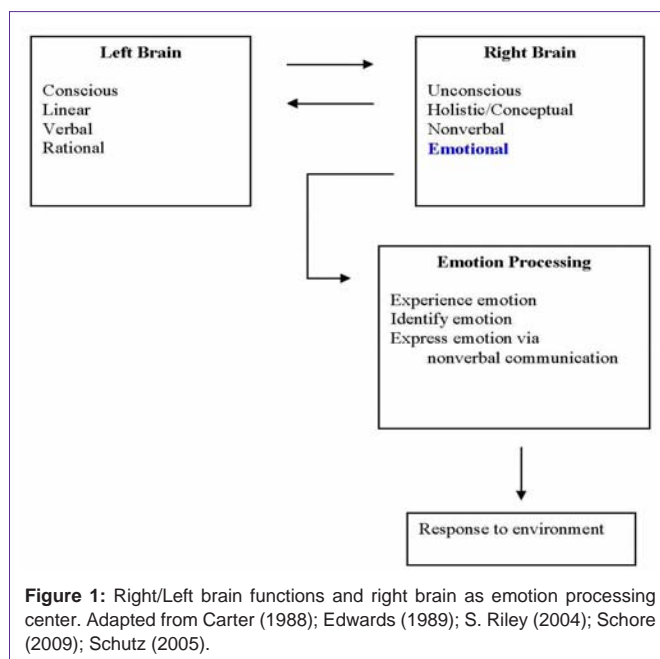 Left Brain
Conscious
Linear
Verbal
Rational
Right Brain
Unconscious
Holistic/Conceptual
Nonverbal
Emotional
Emotion Processing
Experience emotion
Identify emotion
Express emotion via
nonverbal communication
Response to environment
Figure 1: Right/Left brain functions and right brain as emotion processing
center. Adapted from Carter (1988); Edwards (1989); S. Riley (2004); Schore
(2009); Schutz (2005).